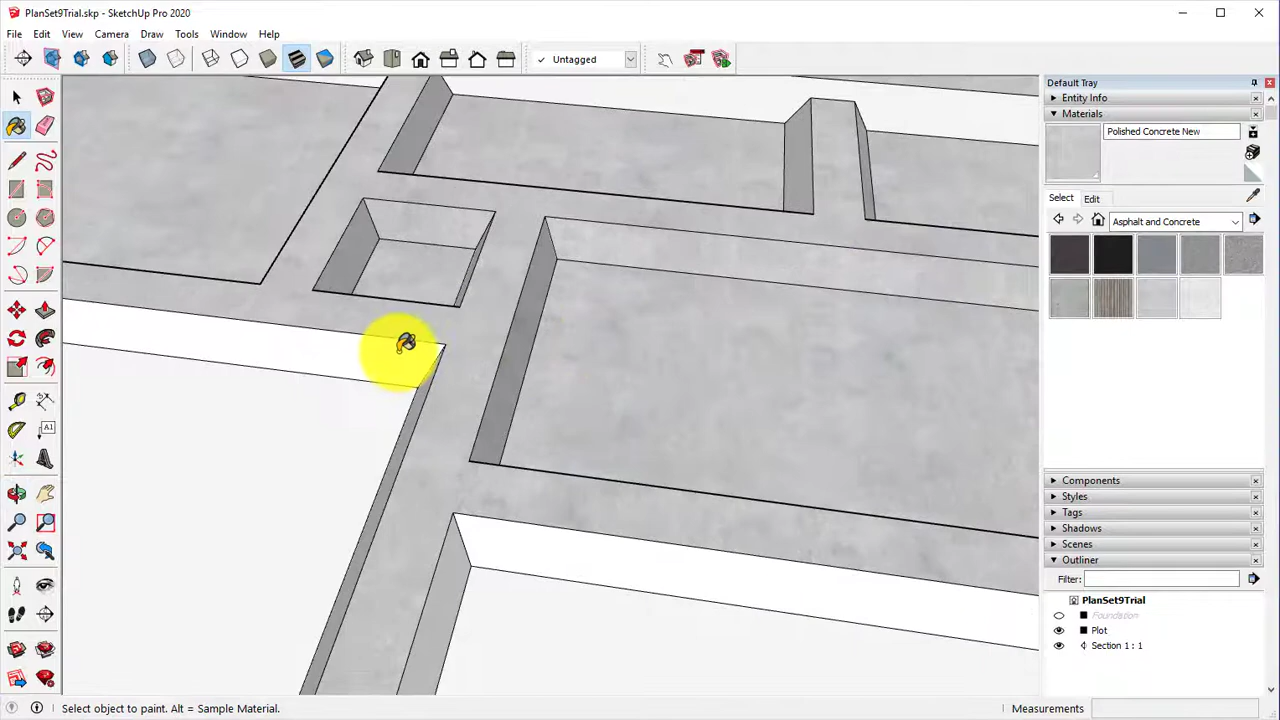 PlanSet9Trial.skp - SketchUp Pro 2020
File Edit View Camera Draw Tools Window Help
Untagged
Default Tray
Entity Info
Materials
Polished Concrete New
Select Edit
Asphalt and Concrete
A1
Components
Styles
Tags
Shadows
Scenes
Outliner
Filter:
PlanSet9Trial
Foundation
Plot
Section 1 : 1
Select object to paint. Alt = Sample Material.
Measurements